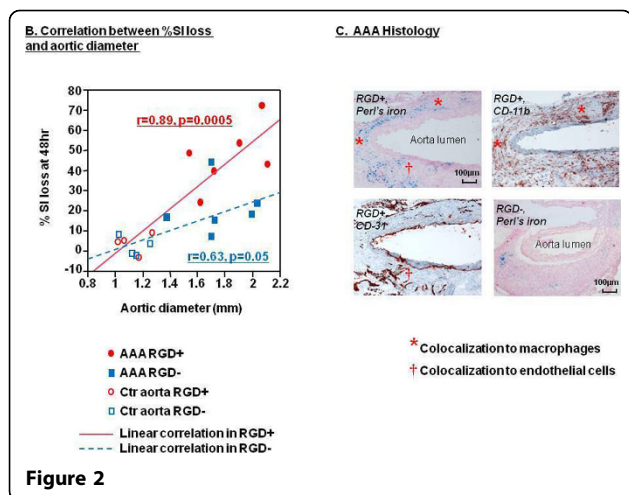 B. Correlation between %SI loss
and aortic diameter
% SI loss at 48hr
80
70
60
50
40
30
20
10
0
-10
r=0.89, p=0.0005
r=0.63, p=0.05
0.8 1 1.2 1.4 1.6 1.8 2 2.2
Aortic diameter (mm)
AAA RGD+
AAA RGD-
Ctr aorta RGD+
Ctr aorta RGD-
Linear correlation in RGD+
Linear correlation in RGD-
C. AAA Histology
RGD+,
Perl's iron
*
Aorta lumen
*
†
100µm
RGD+,
CD-11b
*
*
RGD+,
CD-31
†
RGD-,
Perl's iron
Aorta lumen
100µm
* Colocalization to macrophages
† Colocalization to endothelial cells
Figure 2